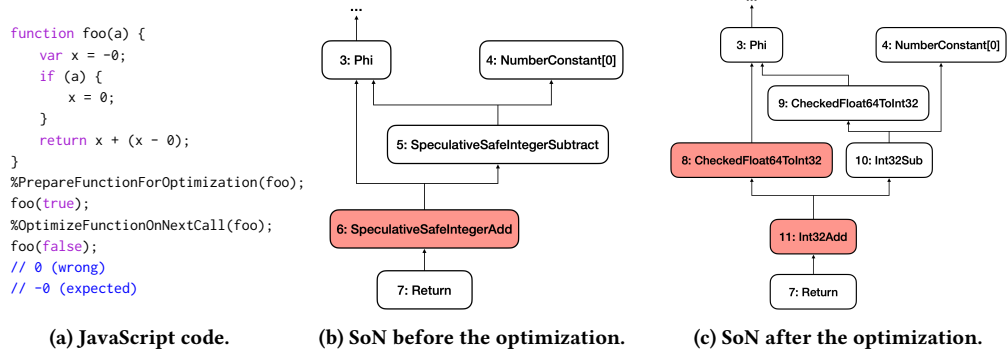 function foo(a) {
var x = -0;
if (a) {
x = 0;
}
return x + (x - 0);
}
%PrepareFunctionForOptimization(foo);
foo(true);
%OptimizeFunctionOnNextCall(foo);
foo(false);
// 0 (wrong)
// -0 (expected)
(a) JavaScript code.
...
3: Phi
4: NumberConstant[0]
5: SpeculativeSafeIntegerSubtract
6: SpeculativeSafeIntegerAdd
7: Return
(b) SoN before the optimization.
...
3: Phi
4: NumberConstant[0]
9: CheckedFloat64ToInt32
8: CheckedFloat64ToInt32
10: Int32Sub
11: Int32Add
7: Return
(c) SoN after the optimization.